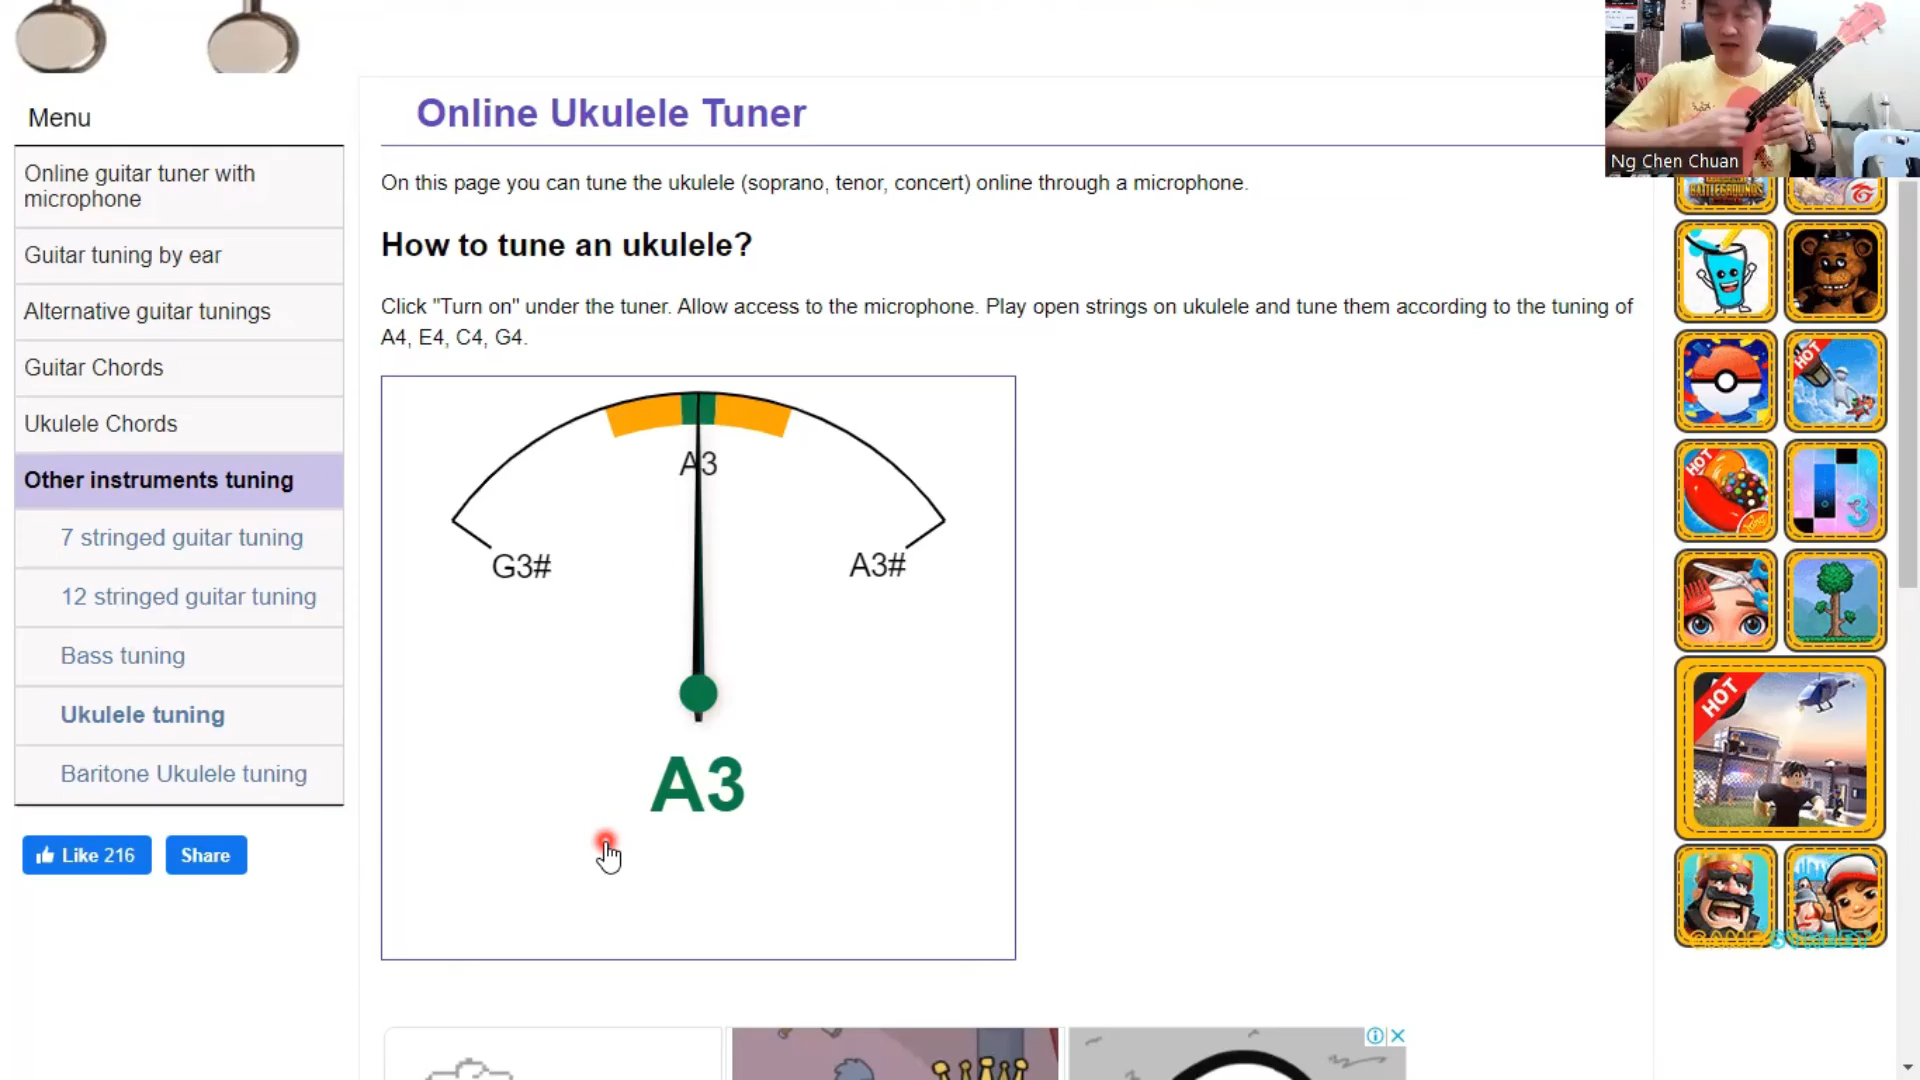 Menu
Online guitar tuner with
microphone
Guitar tuning by ear
Alternative guitar tunings
Guitar Chords
Ukulele Chords
Other instruments tuning
7 stringed guitar tuning
12 stringed guitar tuning
Bass tuning
Ukulele tuning
Baritone Ukulele tuning
Like 216
Share
Online Ukulele Tuner
On this page you can tune the ukulele (soprano, tenor, concert) online through a microphone.
How to tune an ukulele?
Click "Turn on" under the tuner. Allow access to the microphone. Play open strings on ukulele and tune them according to the tuning of
A4, E4, C4, G4.
A3
G3#
A3#
A3
Ng Chen Chuan
BATTLEGROUNDS
HOT
HOT
3
HOT